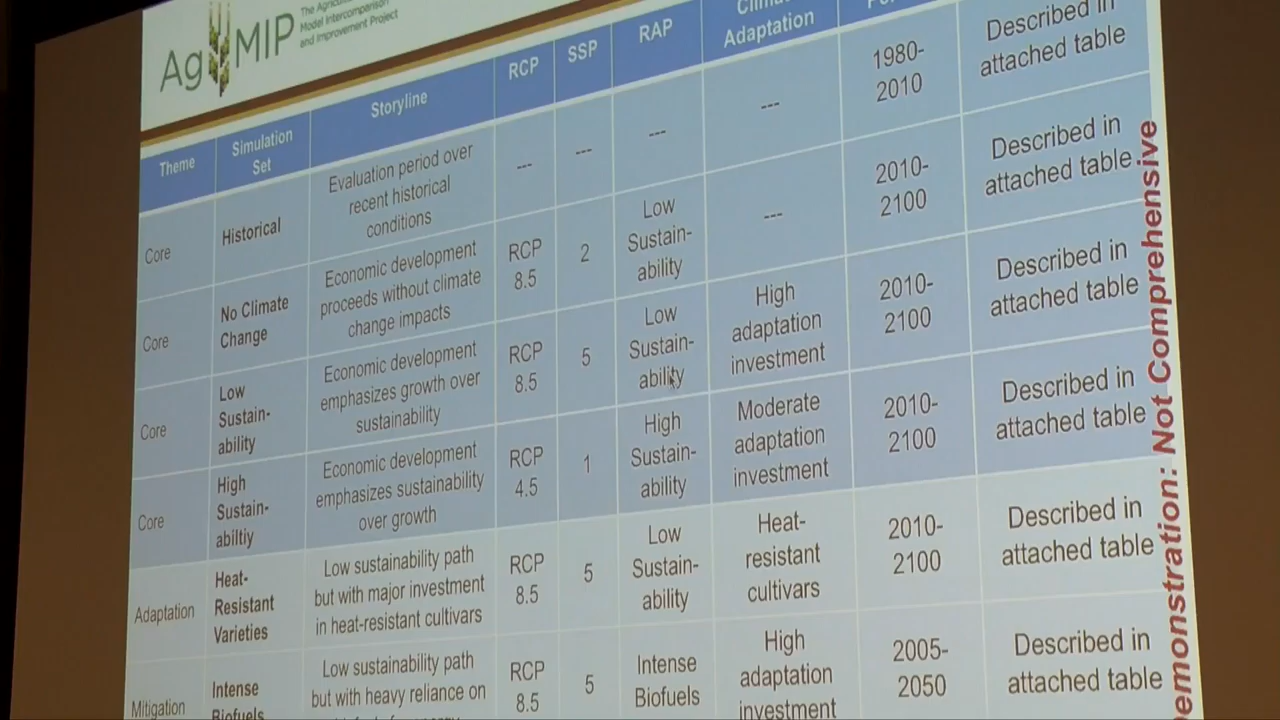 AgMIP
The Agricultural
Model Intercomparison
and Improvement Project
Theme
Simulation
Set
Storyline
RCP
SSP
RAP
Adaptation
Core
Historical
Evaluation period over
recent historical
conditions
---
---
---
---
1980-
2010
Described in
attached table
Core
No Climate
Change
Economic development
proceeds without climate
change impacts
RCP
8.5
2
Low
Sustain-
ability
---
2010-
2100
Described in
attached table
Core
Low
Sustain-
ability
Economic development
emphasizes growth over
sustainability
RCP
8.5
5
Low
Sustain-
ability
High
adaptation
investment
2010-
2100
Described in
attached table
Core
High
Sustain-
abiltiy
Economic development
emphasizes sustainability
over growth
RCP
4.5
1
High
Sustain-
ability
Moderate
adaptation
investment
2010-
2100
Described in
attached table
Adaptation
Heat-
Resistant
Varieties
Low sustainability path
but with major investment
in heat-resistant cultivars
RCP
8.5
5
Low
Sustain-
ability
Heat-
resistant
cultivars
2010-
2100
Described in
attached table
Mitigation
Intense
Biofuels
Low sustainability path
but with heavy reliance on
RCP
8.5
5
Intense
Biofuels
High
adaptation
investment
2005-
2050
Described in
attached table
emonstration: Not Comprehensive